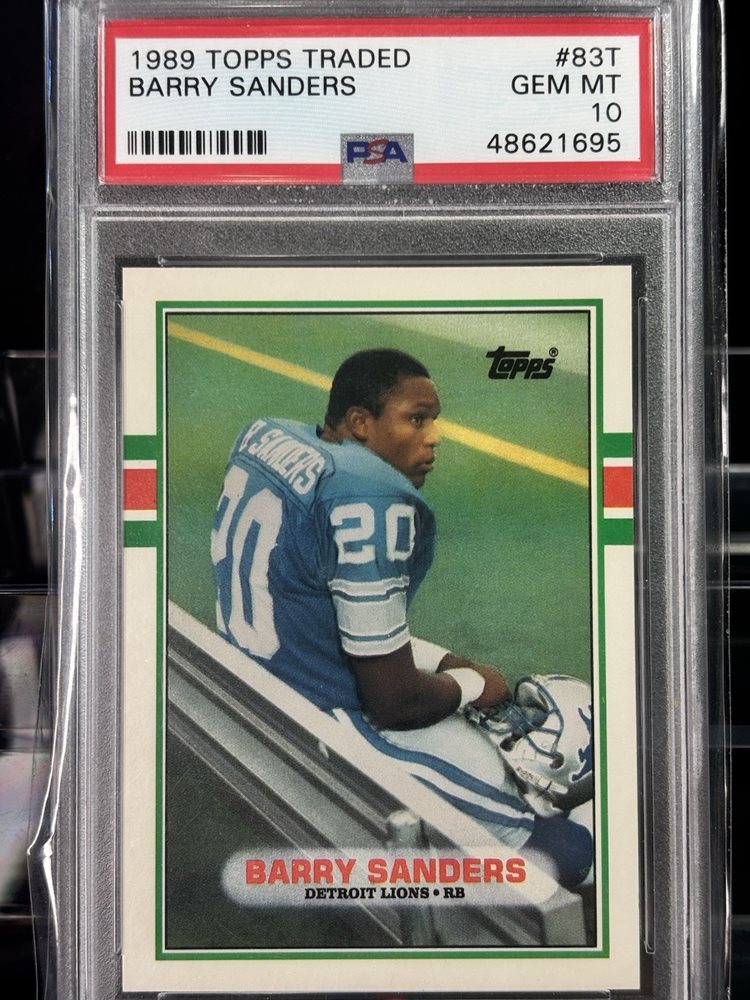 1989 TOPPS TRADED #83T
BARRY SANDERS GEM MT
10
PSA 48621695
Topps®
B. SANDERS
20
20
BARRY SANDERS
DETROIT LIONS • RB